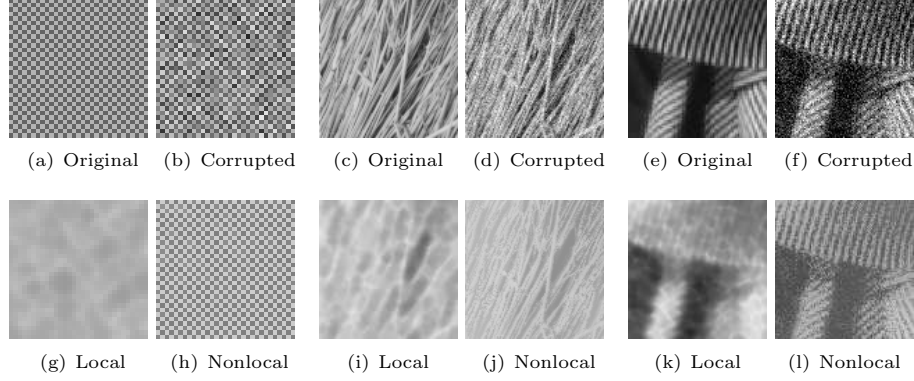 (a) Original (b) Corrupted (c) Original (d) Corrupted (e) Original (f) Corrupted
(g) Local (h) Nonlocal (i) Local (j) Nonlocal (k) Local (l) Nonlocal